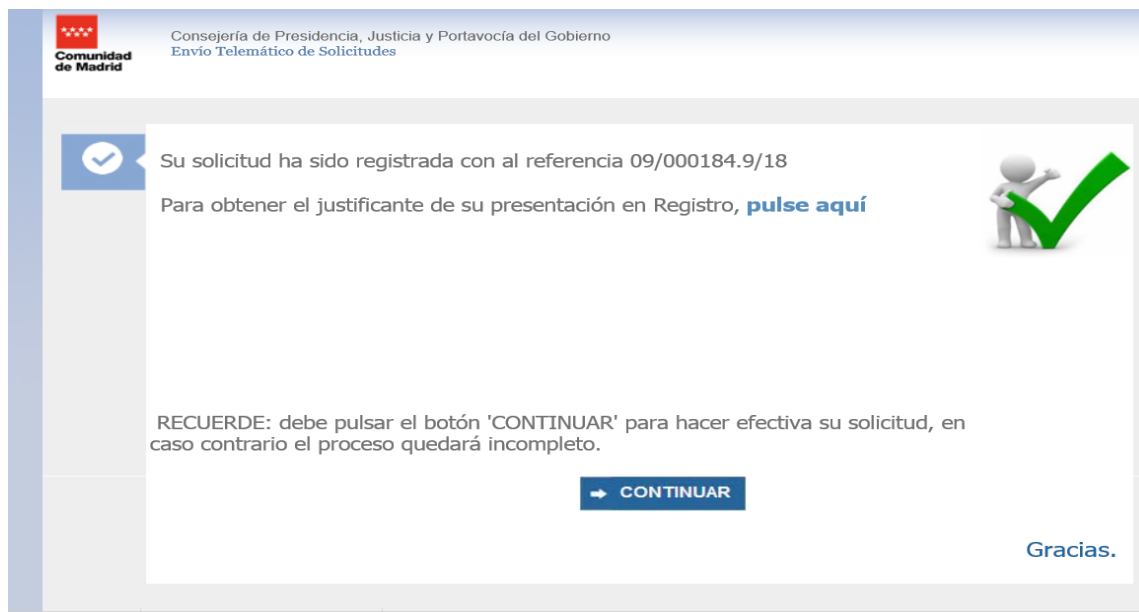 Comunidad
de Madrid
Consejería de Presidencia, Justicia y Portavocía del Gobierno
Envío Telemático de Solicitudes
Su solicitud ha sido registrada con al referencia 09/000184.9/18
Para obtener el justificante de su presentación en Registro, pulse aquí
RECUERDE: debe pulsar el botón 'CONTINUAR' para hacer efectiva su solicitud, en
caso contrario el proceso quedará incompleto.
CONTINUAR
Gracias.